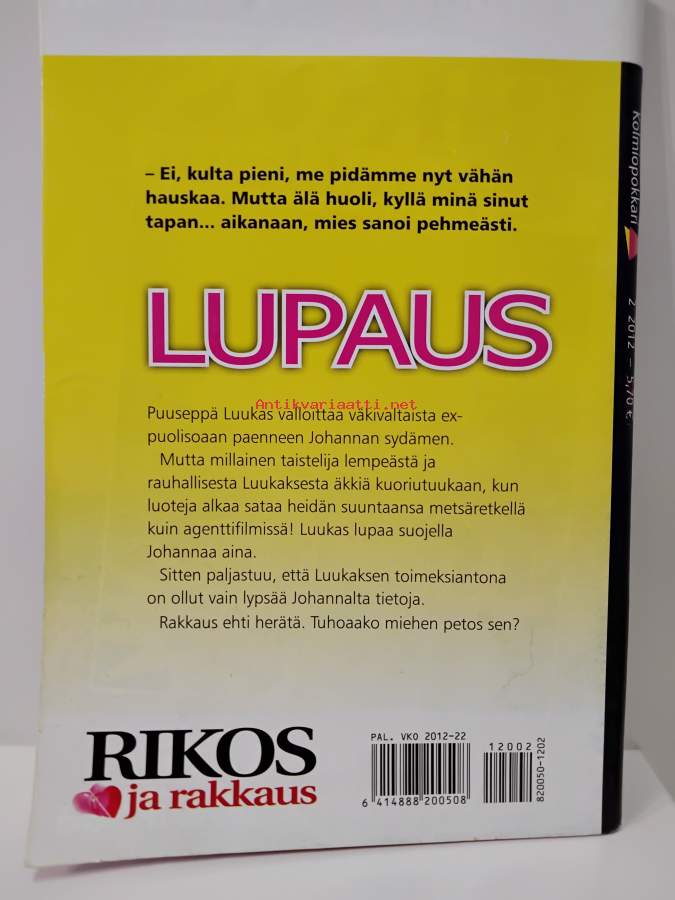 – Ei, kulta pieni, me pidämme nyt vähän
hauskaa. Mutta älä huoli, kyllä minä sinut
tapan... aikanaan, mies sanoi pehmeästi.
LUPAUS
Antikvariaatti.net
Puuseppä Luukas valloittaa väkivaltaista ex-
puolisoaan paenneen Johannan sydämen.
Mutta millainen taistelija lempeästä ja
rauhallisesta Luukaksesta äkkiä kuoriutuukaan, kun
luoteja alkaa sataa heidän suuntaansa metsäretkellä
kuin agenttifilmissä! Luukas lupaa suojella
Johannaa aina.
Sitten paljastuu, että Luukaksen toimeksiantona
on ollut vain lypsää Johannalta tietoja.
Rakkaus ehti herätä. Tuhoaako miehen petos sen?
RIKOS
ja rakkaus
PAL. VKO 2012-22
12002
6 414888 200508
820050-1202
Kolmiopokkari
2 2012 – 5,70 €